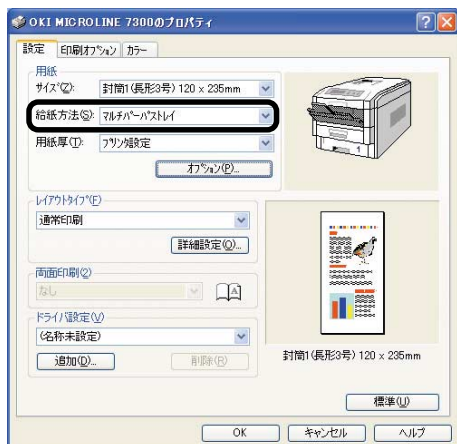 OKI MICROLINE 7300のプロパティ
設定 印刷オプション カラー
用紙
サイズ(Z): 封筒1(長形3号) 120 x 235mm
給紙方法(S): マルチパーパストレイ
用紙厚(T): プリンタ設定
オプション(P)...
レイアウトタイプ(E)
通常印刷
詳細設定(O)...
両面印刷(2)
なし
ドライバ設定(V)
(名称未設定)
追加(D)... 削除(R)
封筒1(長形3号) 120 x 235mm
標準(U)
OK キャンセル ヘルプ